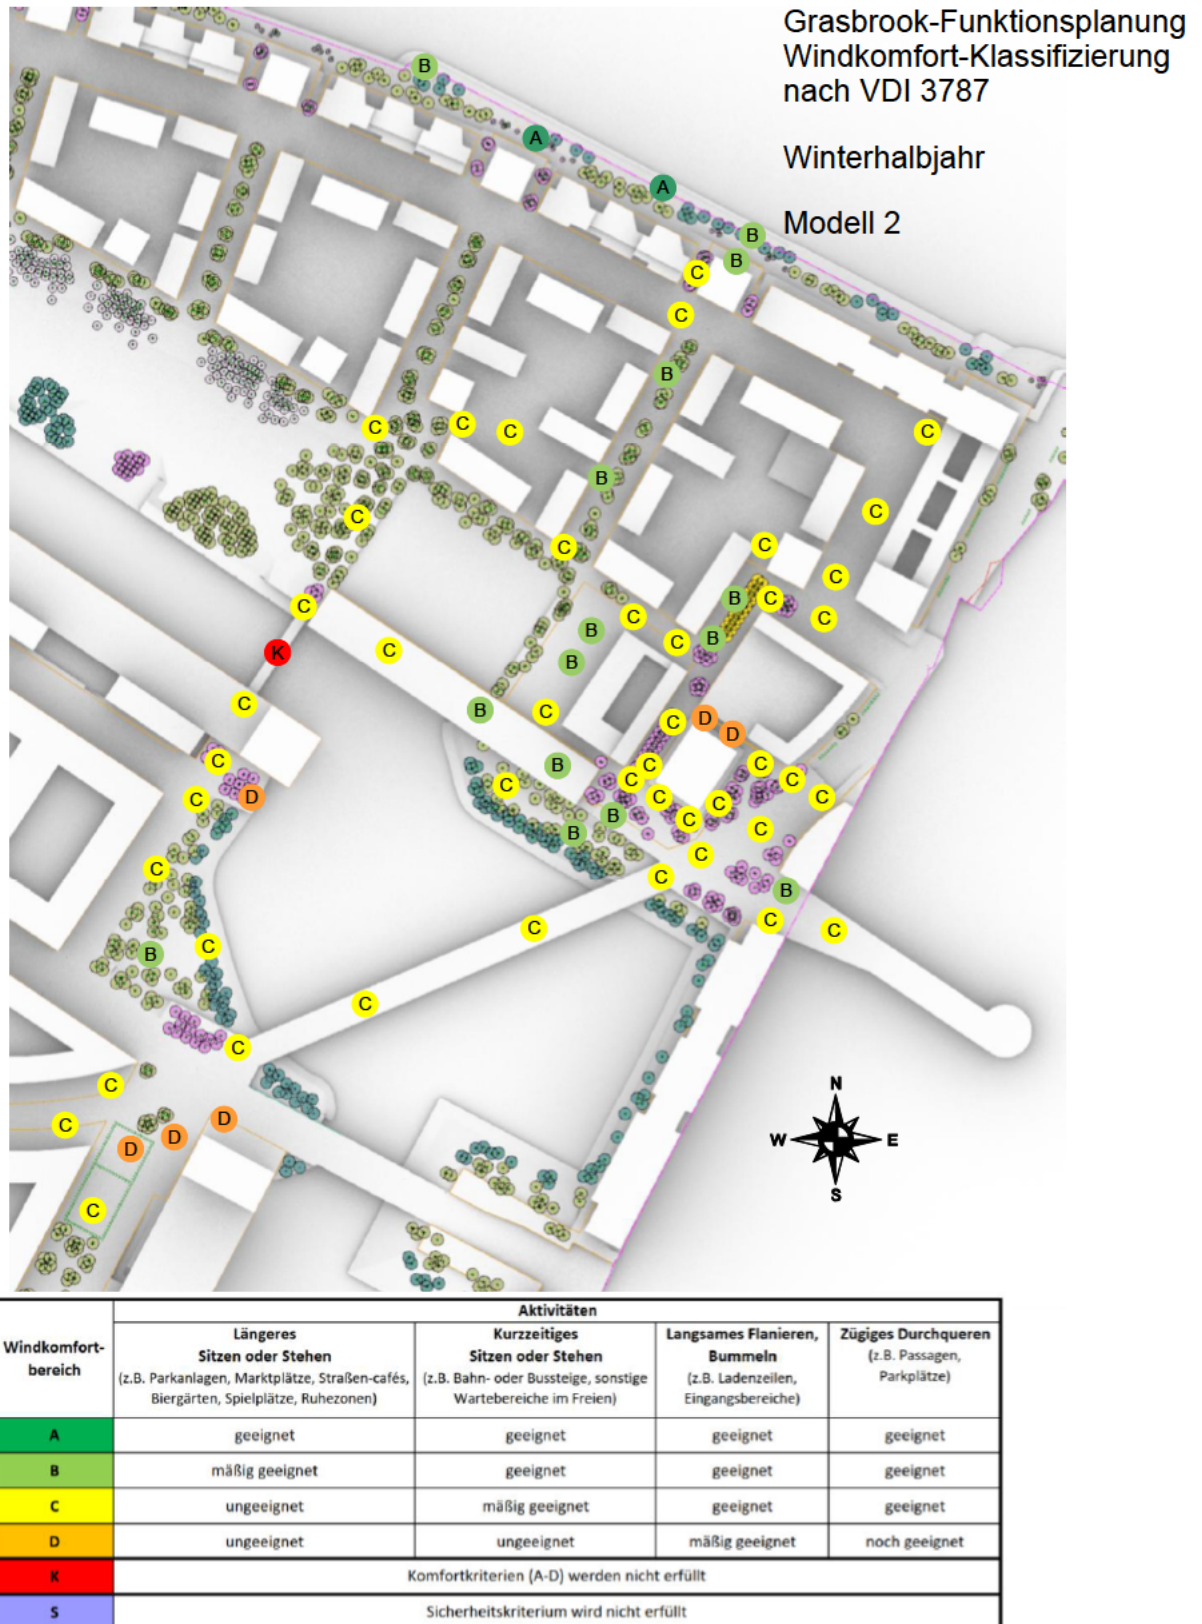 Grasbrook-Funktionsplanung
Windkomfort-Klassifizierung
nach VDI 3787
Winterhalbjahr
Modell 2
B
A
A
B
B
C
C
B
C
C
C
C
B
C
C
C
C
C
B
C
C
C
C
B
C
B
B
C
K
C
B
C
B
C
C
D
D
C
B
C
C
C
C
C
D
C
C
C
C
B
C
C
B
C
C
C
C
B
C
C
C
B
C
C
C
C
C
D
D
D
C
N
W E
S
Windkomfort-bereich
Aktivitäten
Längeres
Sitzen oder Stehen
(z.B. Parkanlagen, Marktplätze, Straßen-cafés,
Biergärten, Spielplätze, Ruhezonen)
Kurzzeitiges
Sitzen oder Stehen
(z.B. Bahn- oder Bussteige, sonstige
Wartebereiche im Freien)
Langsames Flanieren,
Bummeln
(z.B. Ladenzeilen,
Eingangsbereiche)
Zügiges Durchqueren
(z.B. Passagen,
Parkplätze)
A geeignet geeignet geeignet geeignet
B mäßig geeignet geeignet geeignet geeignet
C ungeeignet mäßig geeignet geeignet geeignet
D ungeeignet ungeeignet mäßig geeignet noch geeignet
K Komfortkriterien (A-D) werden nicht erfüllt
S Sicherheitskriterium wird nicht erfüllt